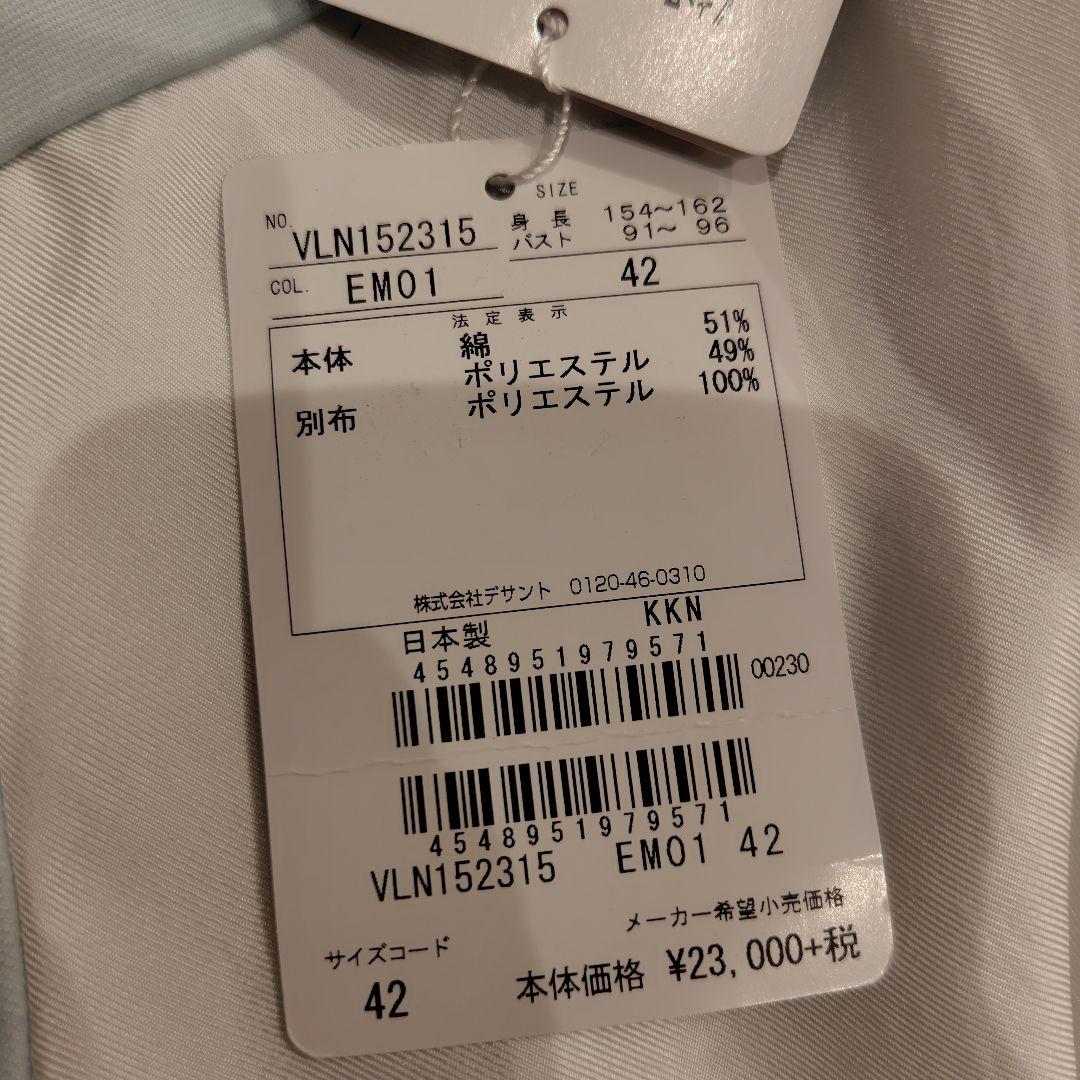 NO. VLN152315
COL. EM01
SIZE
身長 154〜162
バスト 91〜 96
42
法定表示
本体 綿 51%
ポリエステル 49%
別布 ポリエステル 100%
株式会社デサント 0120-46-0310
日本製 KKN
4548951979571
00230
4548951979571
VLN152315 EM01 42
メーカー希望小売価格
サイズコード
42
本体価格 ¥23,000+税